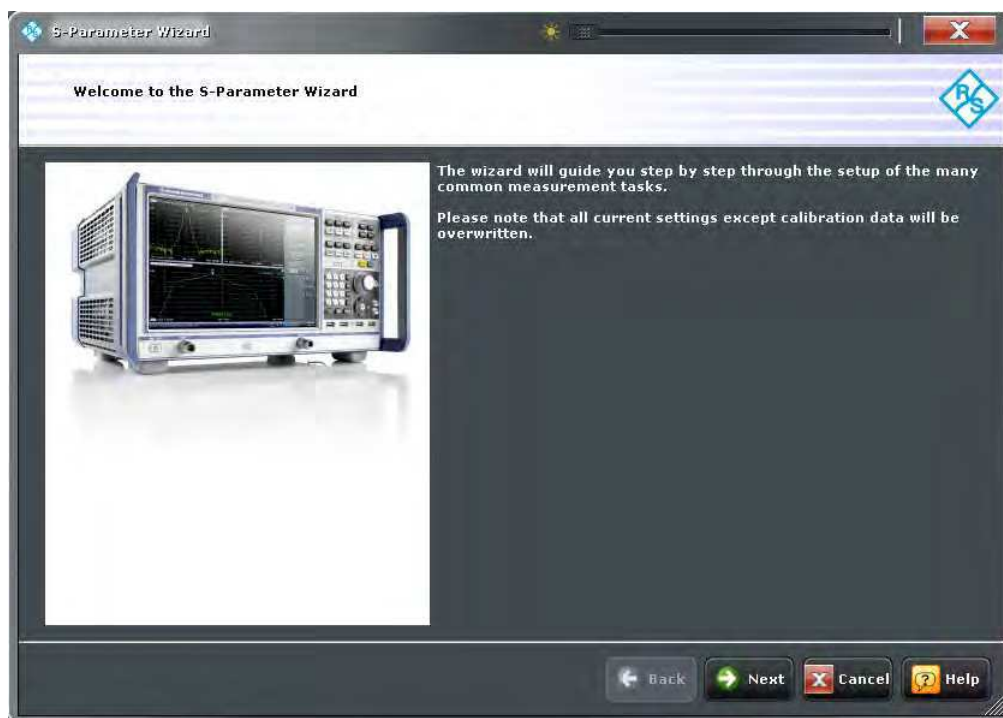 S-Parameter Wizard
Welcome to the S-Parameter Wizard
R&S
The wizard will guide you step by step through the setup of the many
common measurement tasks.
Please note that all current settings except calibration data will be
overwritten.
Back
Next
Cancel
Help